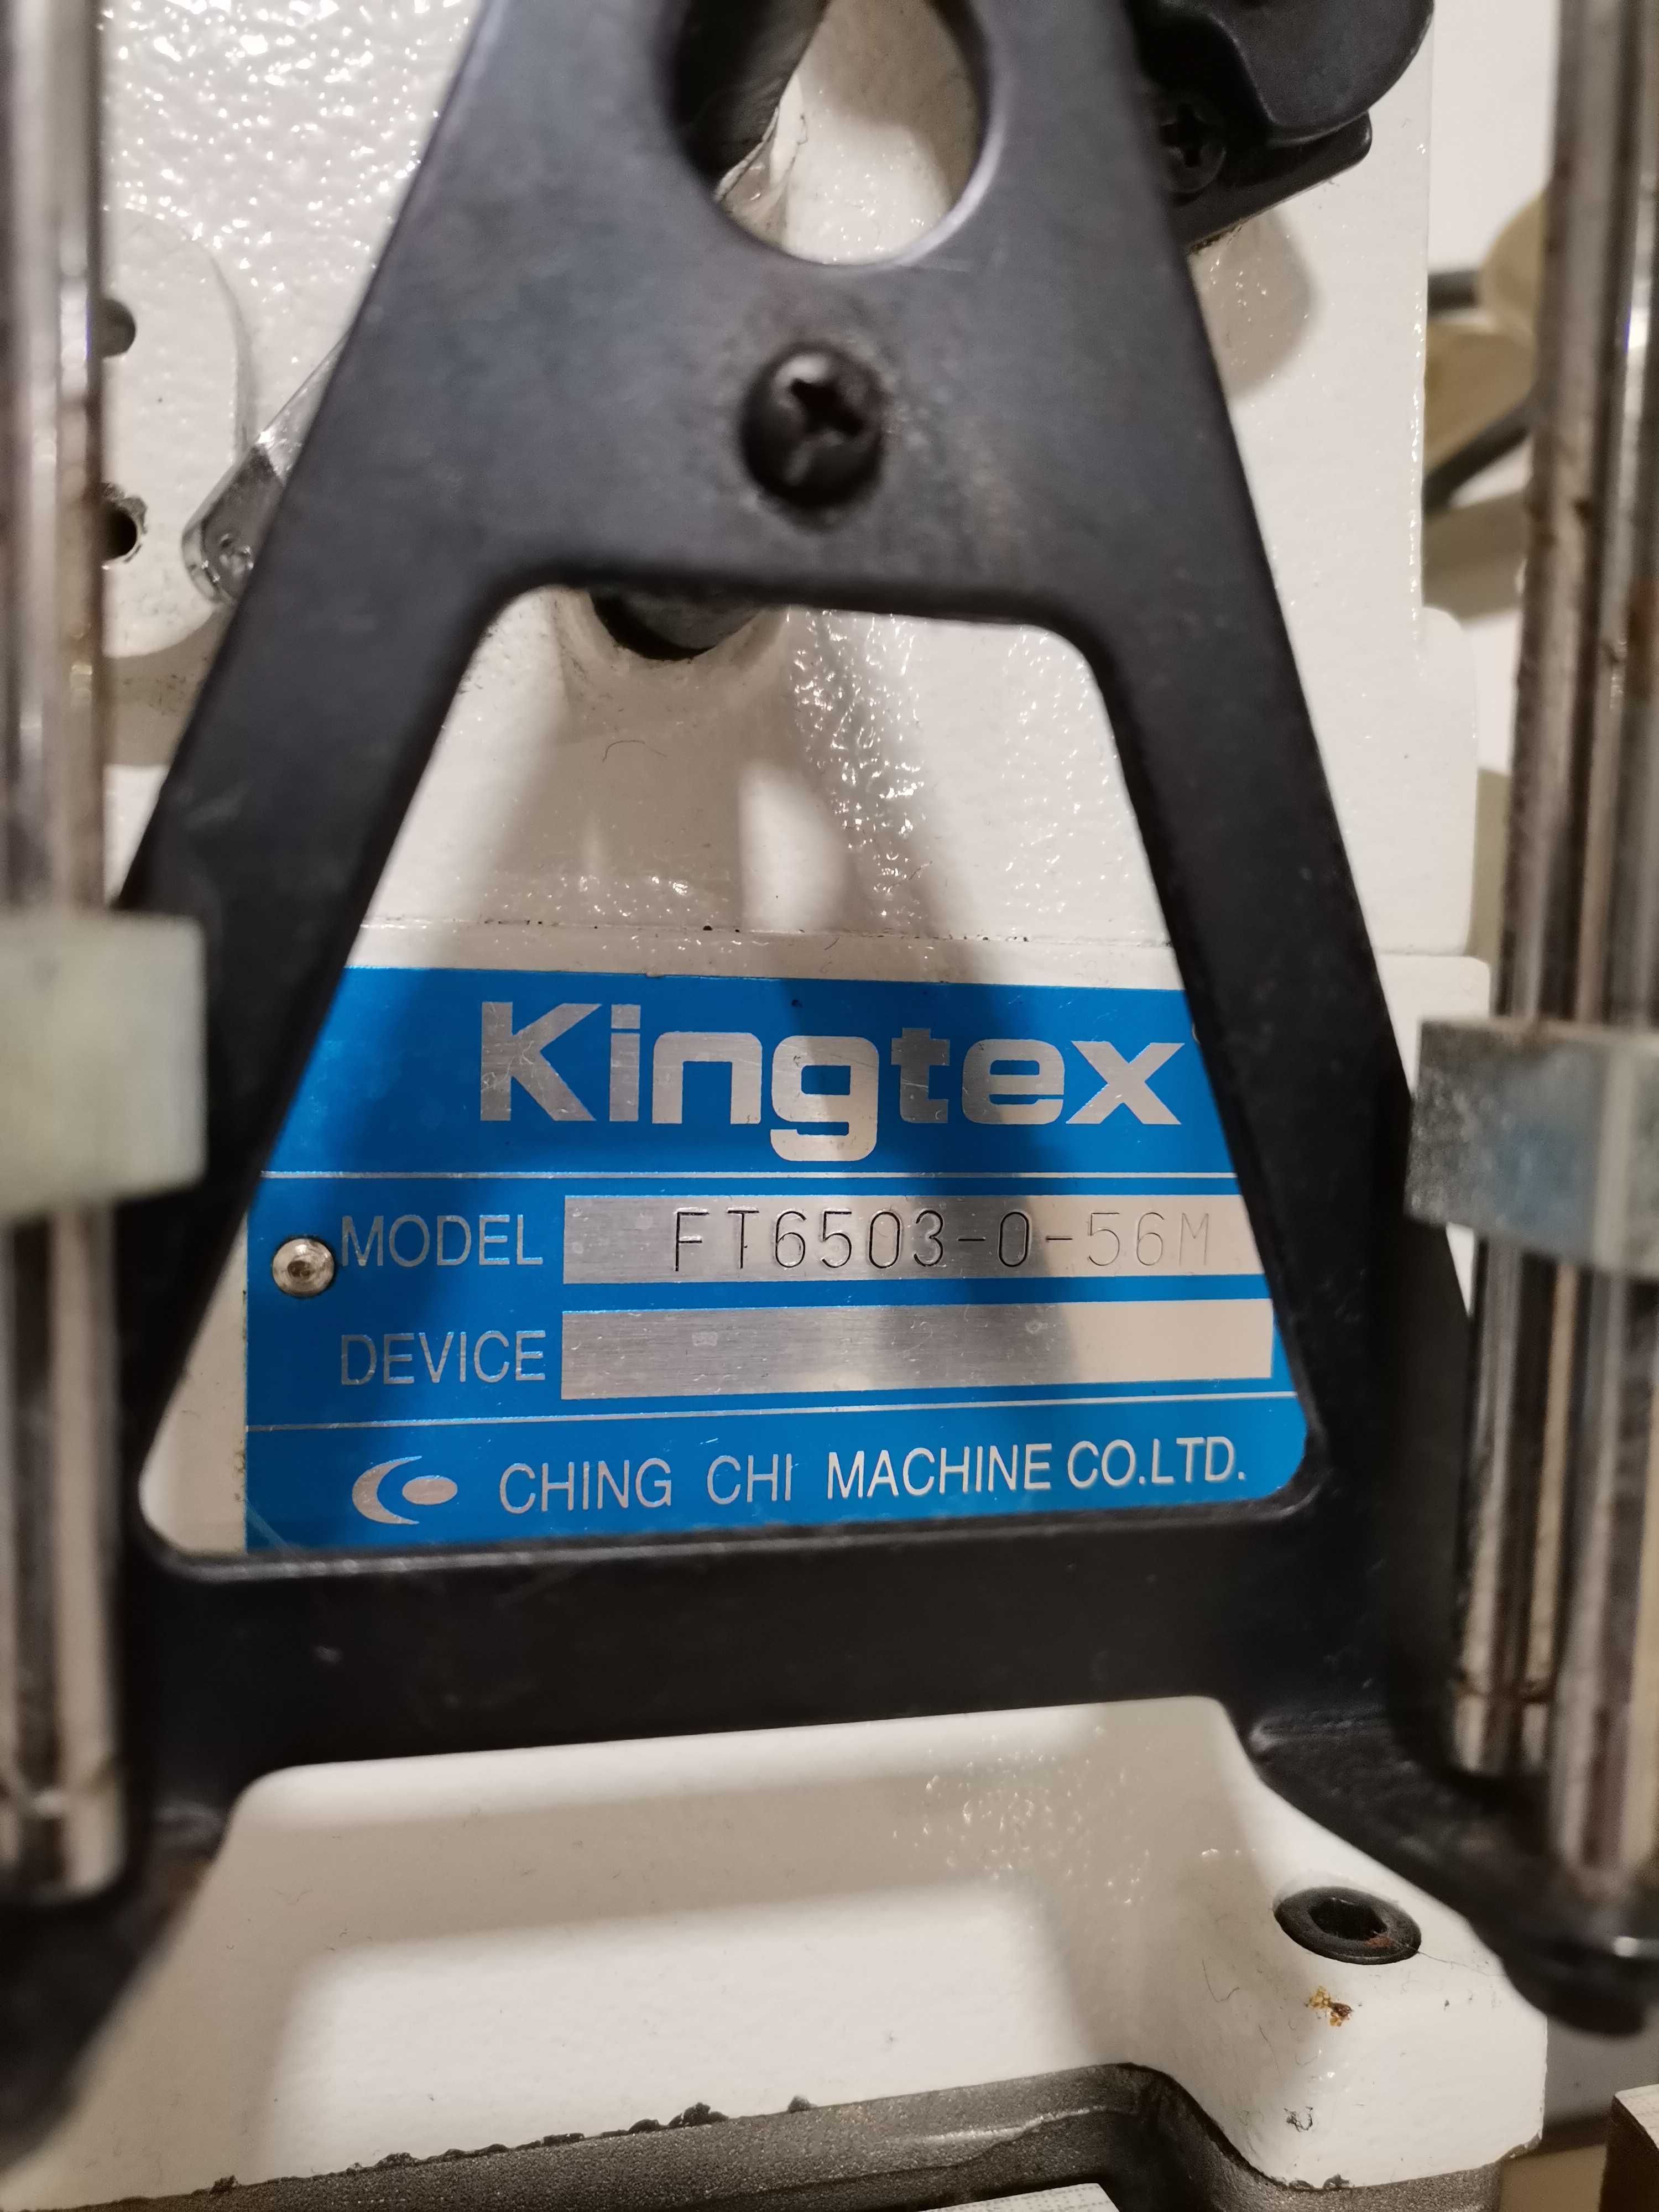 Kingtex
MODEL FT6503-0-56M
DEVICE
CHING CHI MACHINE CO.LTD.